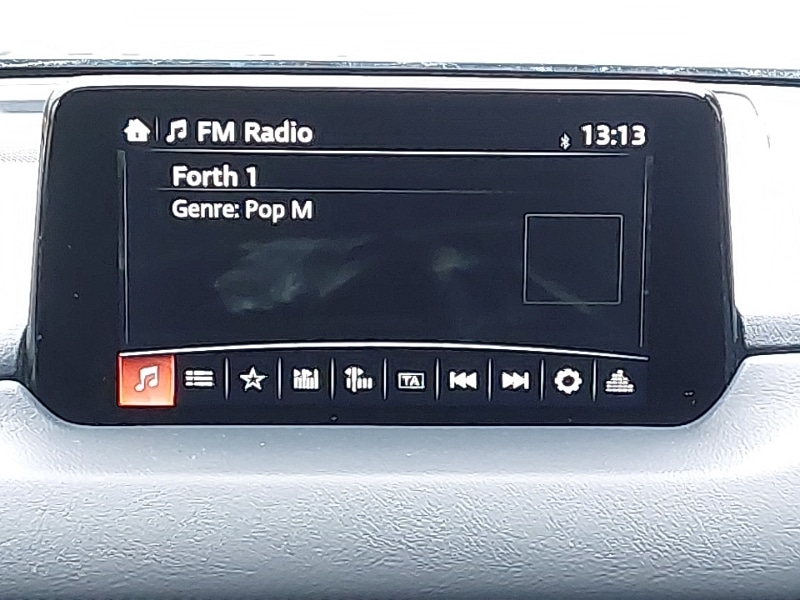 FM Radio 13:13
Forth 1
Genre: Pop M
TA